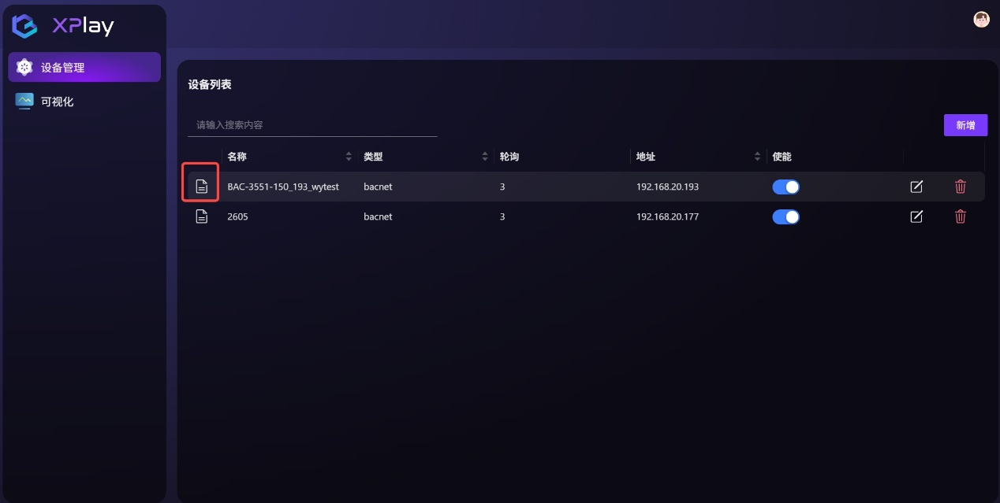 XPlay
设备管理
可视化
设备列表
请输入搜索内容
新增
名称 类型 轮询 地址 使能
BAC-3551-150_193_wytest bacnet 3 192.168.20.193
2605 bacnet 3 192.168.20.177